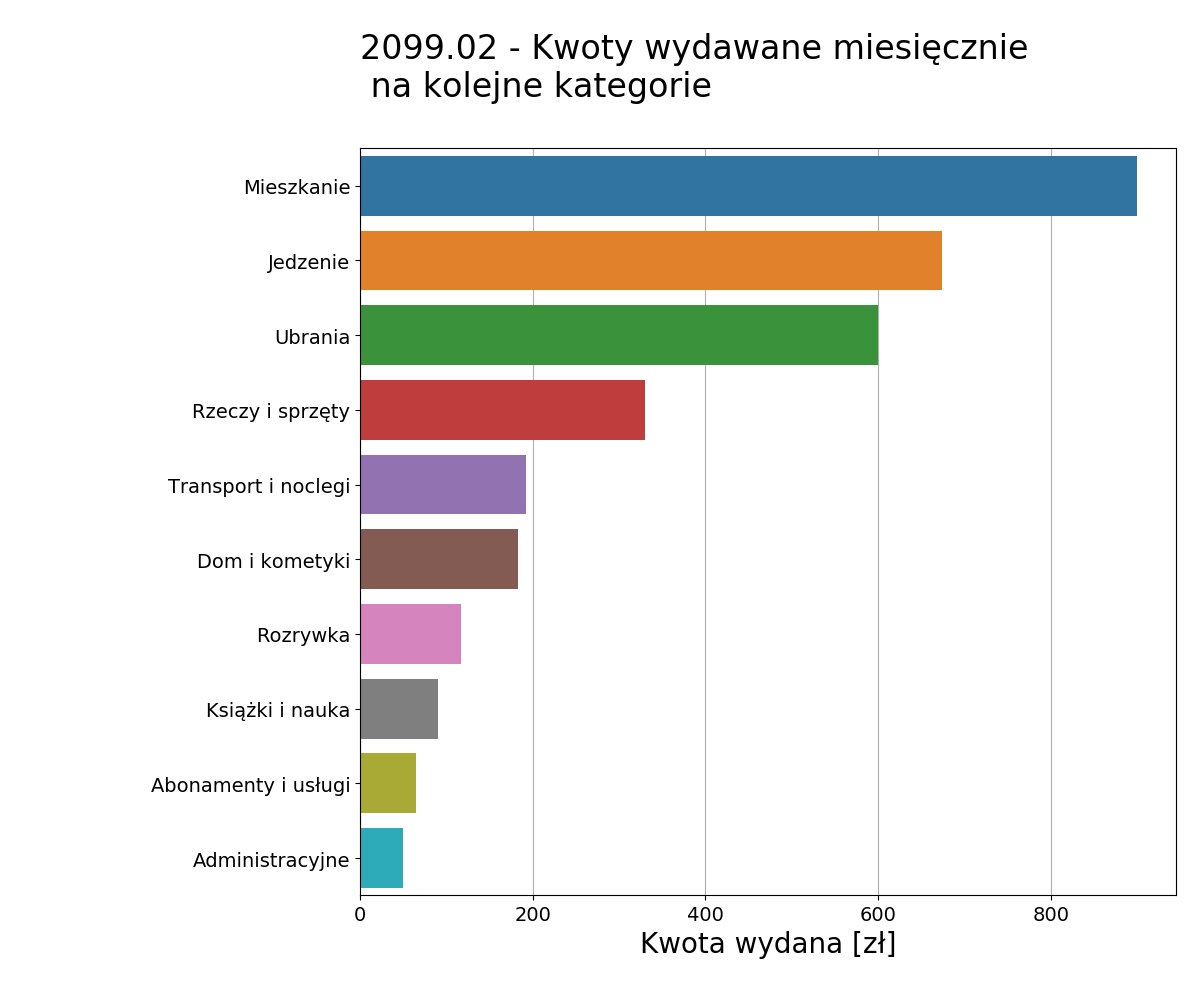 2099.02 - Kwoty wydawane miesięcznie
na kolejne kategorie
Mieszkanie
Jedzenie
Ubrania
Rzeczy i sprzęty
Transport i noclegi
Dom i kometyki
Rozrywka
Książki i nauka
Abonamenty i usługi
Administracyjne
0 200 400 600 800
Kwota wydana [zł]